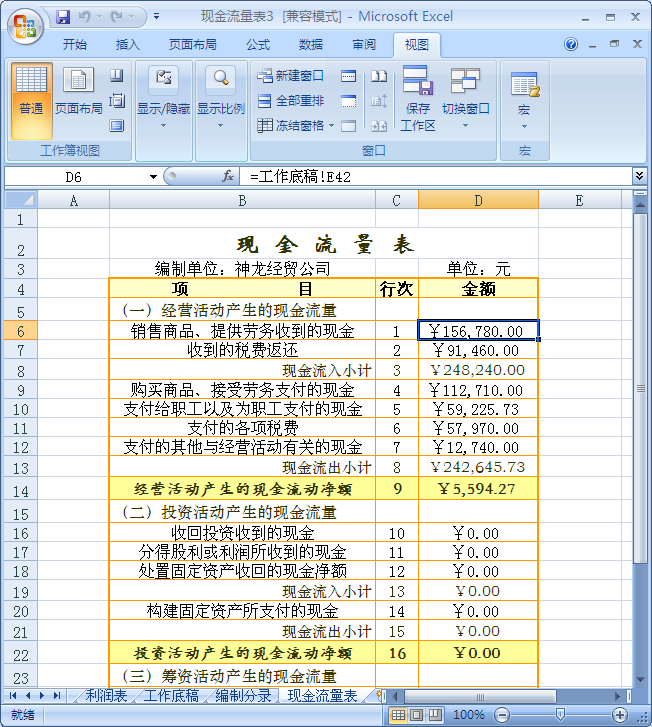 现金流量表3 [兼容模式] - Microsoft Excel
开始 插入 页面布局 公式 数据 审阅 视图
普通 页面布局 显示/隐藏 显示比例 新建窗口 全部重排 冻结窗格 保存工作区 切换窗口 宏
工作簿视图 窗口 宏
D6 fx =工作底稿!E42
A B C D E
1
2 现 金 流 量 表
3 编制单位: 神龙经贸公司 单位: 元
4 项 目 行次 金额
5 (一) 经营活动产生的现金流量
6 销售商品、提供劳务收到的现金 1 ￥156,780.00
7 收到的税费返还 2 ￥91,460.00
8 现金流入小计 3 ￥248,240.00
9 购买商品、接受劳务支付的现金 4 ￥112,710.00
10 支付给职工以及为职工支付的现金 5 ￥59,225.73
11 支付的各项税费 6 ￥57,970.00
12 支付的其他与经营活动有关的现金 7 ￥12,740.00
13 现金流出小计 8 ￥242,645.73
14 经营活动产生的现金流动净额 9 ￥5,594.27
15 (二) 投资活动产生的现金流量
16 收回投资收到的现金 10 ￥0.00
17 分得股利或利润所收到的现金 11 ￥0.00
18 处置固定资产收回的现金净额 12 ￥0.00
19 现金流入小计 13 ￥0.00
20 构建固定资产所支付的现金 14 ￥0.00
21 现金流出小计 15 ￥0.00
22 投资活动产生的现金流动净额 16 ￥0.00
23 (三) 筹资活动产生的现金流量
利润表 工作底稿 编制分录 现金流量表
就绪 100%